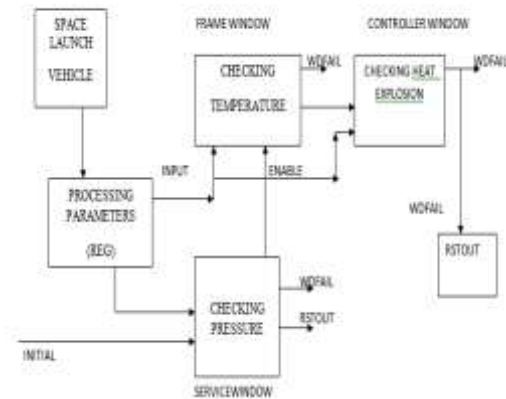 SPACE
LAUNCH
VEHICLE
FRAME WINDOW
CONTROLLER WINDOW
CHECKING
TEMPERATURE
WDFAIL
CHECKING HEAT
EXPLOSION
WDFAIL
INPUT
ENABLE
PROCESSING
PARAMETERS
(REG)
WDFAIL
RSTOUT
CHECKING
PRESSURE
WDFAIL
RSTOUT
INITIAL
SERVICEWINDOW